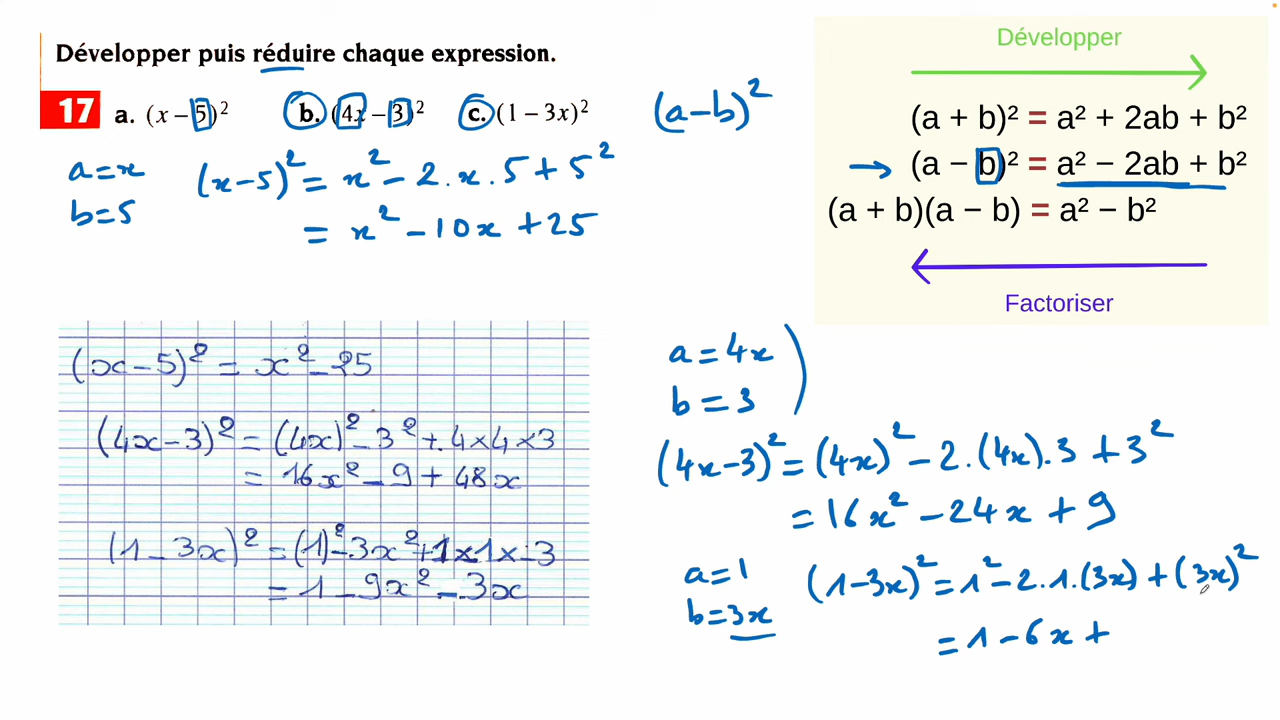 Développer puis réduire chaque expression.
17 a. (x − 5)² b. (4x − 3)² c. (1 − 3x)²
a = x
b = 5
(x − 5)² = x² − 2 . x . 5 + 5²
= x² − 10x + 25
(a − b)²
Développer
(a + b)² = a² + 2ab + b²
→ (a − b)² = a² − 2ab + b²
(a + b)(a − b) = a² − b²
Factoriser
(x − 5)² = x² − 25
(4x − 3)² = (4x)² − 3² + 4 × 4 × 3
= 16x² − 9 + 48x
(1 − 3x)² = (1)² − 3x² + 1 × 1 × −3
= 1 − 9x² − 3x
a = 4x
b = 3
(4x − 3)² = (4x)² − 2 . (4x) . 3 + 3²
= 16x² − 24x + 9
a = 1
b = 3x
(1 − 3x)² = 1² − 2 . 1 . (3x) + (3x)²
= 1 − 6x +